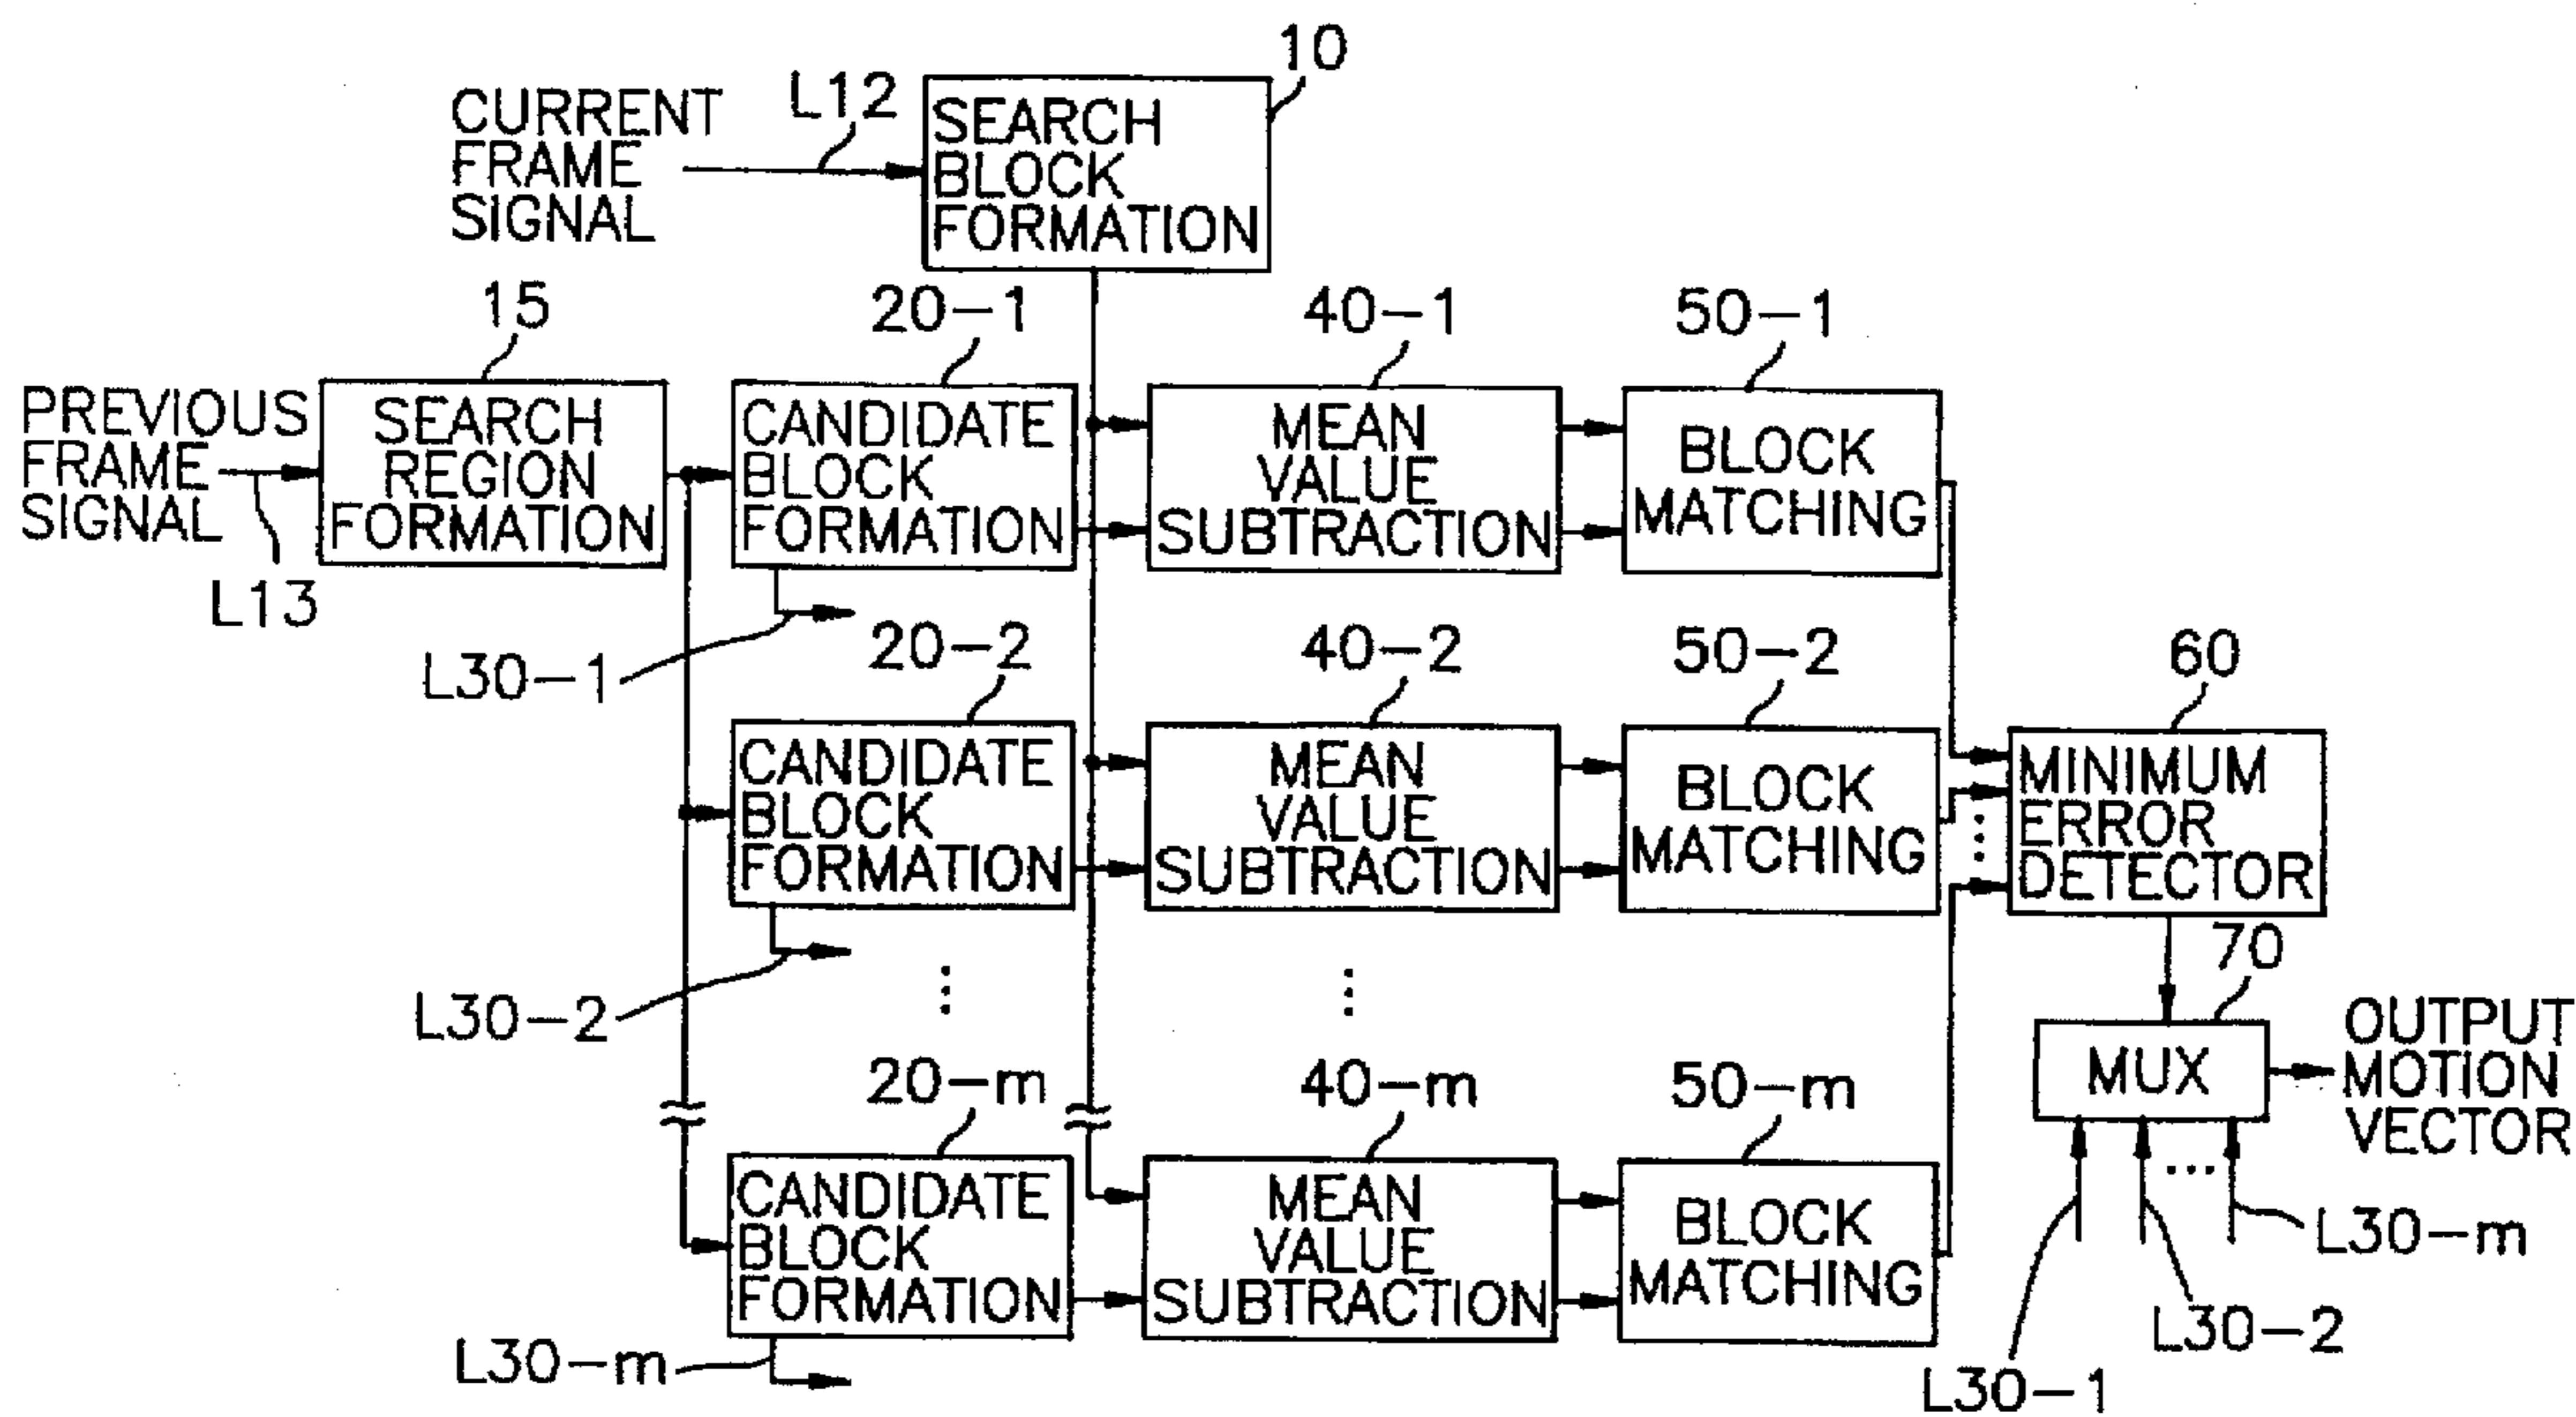 10
CURRENT
FRAME
SIGNAL
L12
SEARCH
BLOCK
FORMATION
15
20-1
40-1
50-1
PREVIOUS
FRAME
SIGNAL
L13
SEARCH
REGION
FORMATION
CANDIDATE
BLOCK
FORMATION
MEAN
VALUE
SUBTRACTION
BLOCK
MATCHING
L30-1
20-2
40-2
50-2
60
CANDIDATE
BLOCK
FORMATION
MEAN
VALUE
SUBTRACTION
BLOCK
MATCHING
MINIMUM
ERROR
DETECTOR
L30-2
70
MUX
OUTPUT
MOTION
VECTOR
20-m
40-m
50-m
CANDIDATE
BLOCK
FORMATION
MEAN
VALUE
SUBTRACTION
BLOCK
MATCHING
L30-m
L30-m
L30-2
L30-1